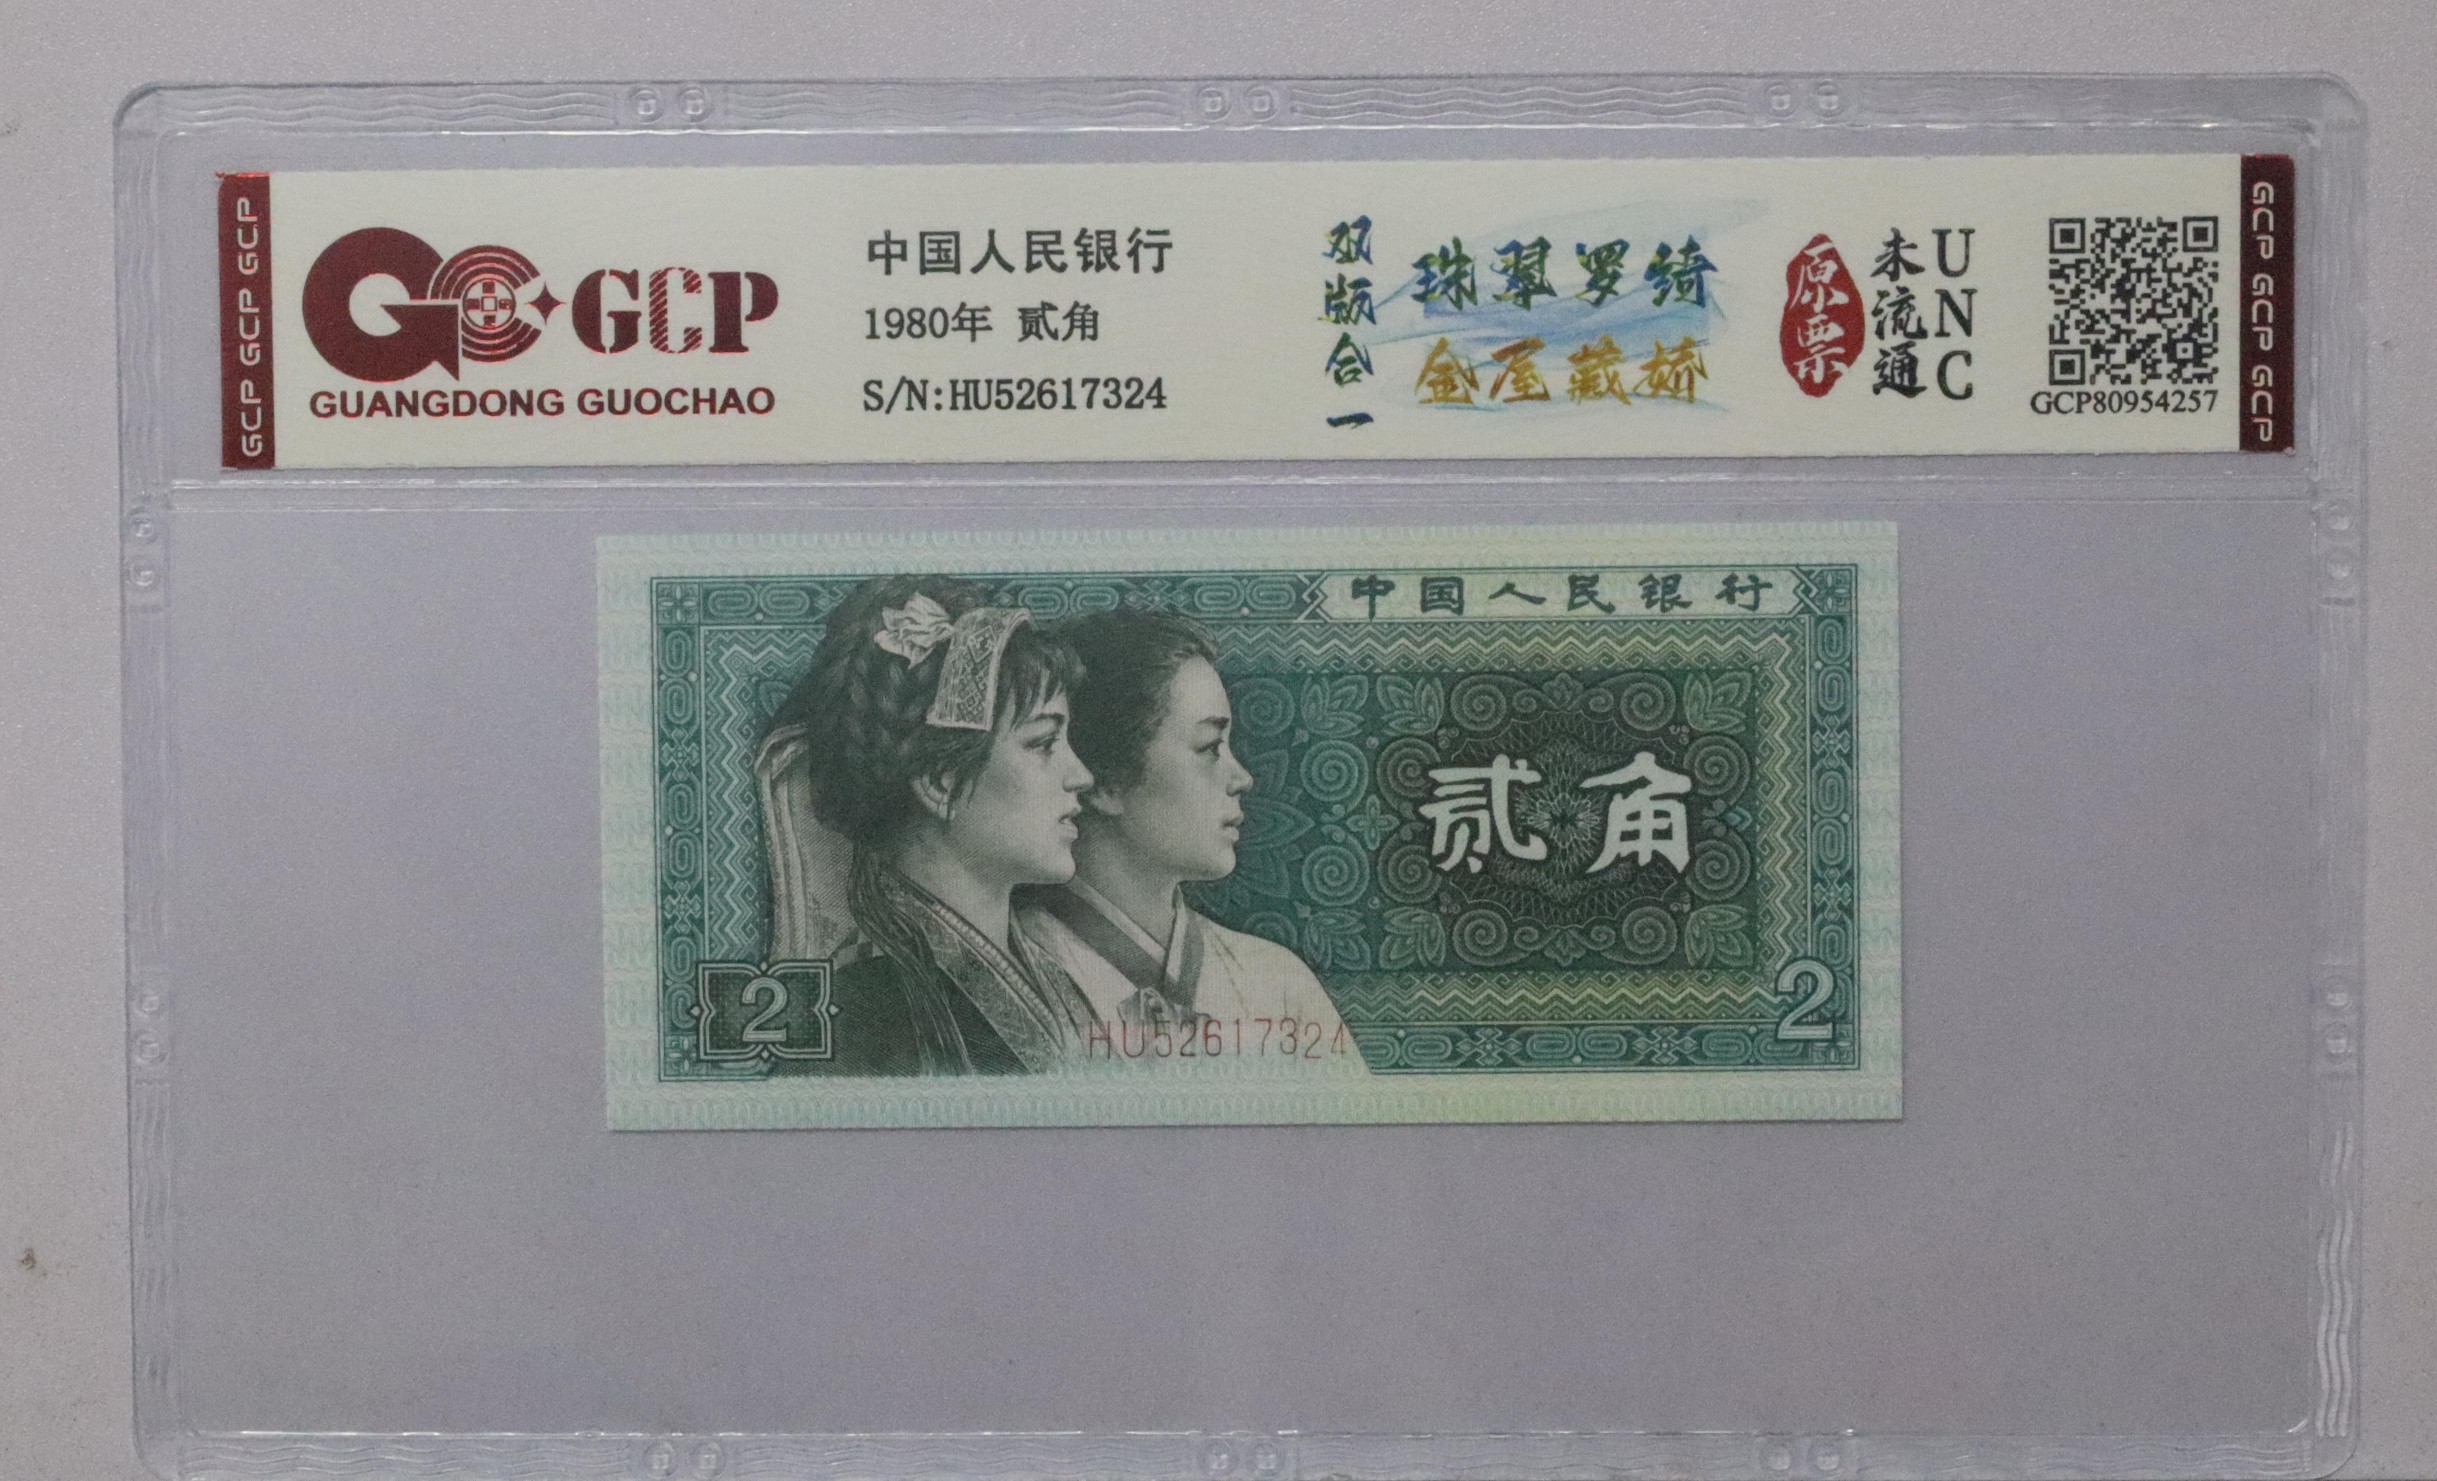 GCP GCP GCP
GCP
GUANGDONG GUOCHAO
中国人民银行
1980年 贰角
S/N:HU52617324
双版合一
珠翠罗绮
金屋藏娇
原票
未流通
UNC
GCP80954257
GCP GCP GCP
中国人民银行
贰角
2
2
HU52617324